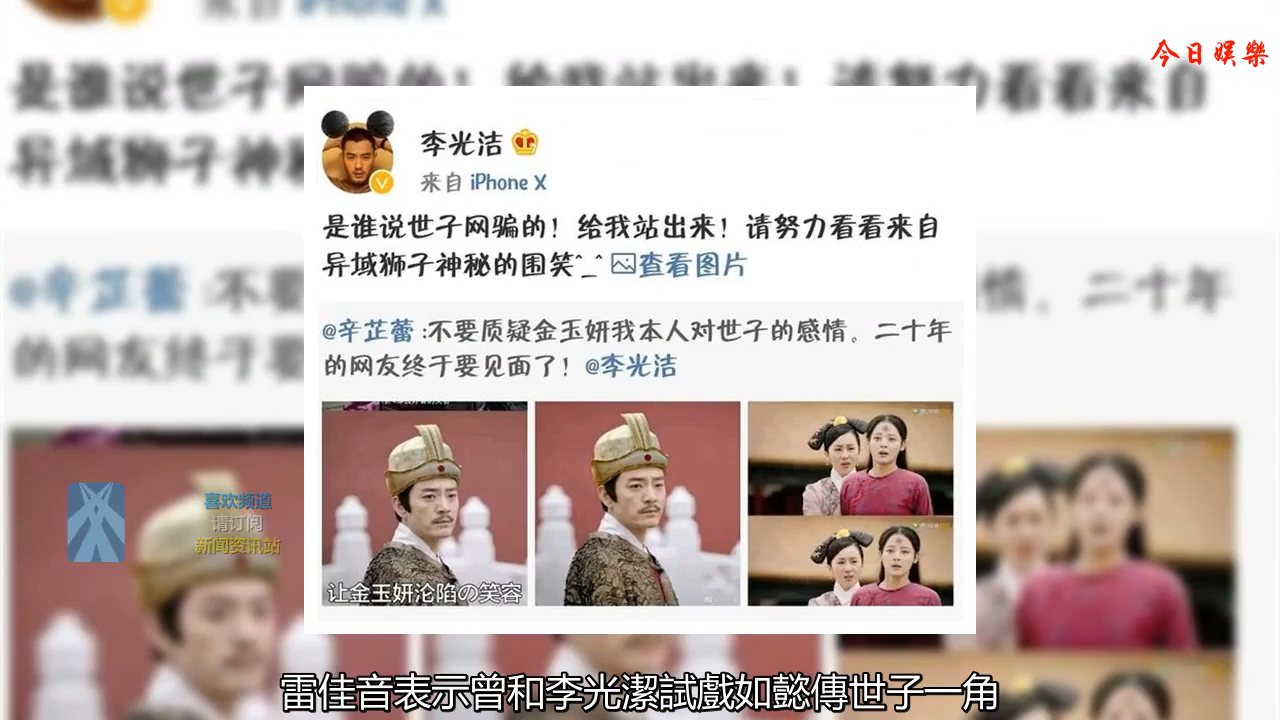 今日娱樂
李光洁
来自 iPhone X
是谁说世子网骗的！给我站出来！请努力看看来自
异域狮子神秘的围笑^_^ 查看图片
@辛芷蕾 :不要质疑金玉妍我本人对世子的感情。二十年
的网友终于要见面了！@李光洁
让金玉妍沦陷の笑容
喜欢频道
请订阅
新闻资讯站
雷佳音表示曾和李光潔試戲如懿傳世子一角